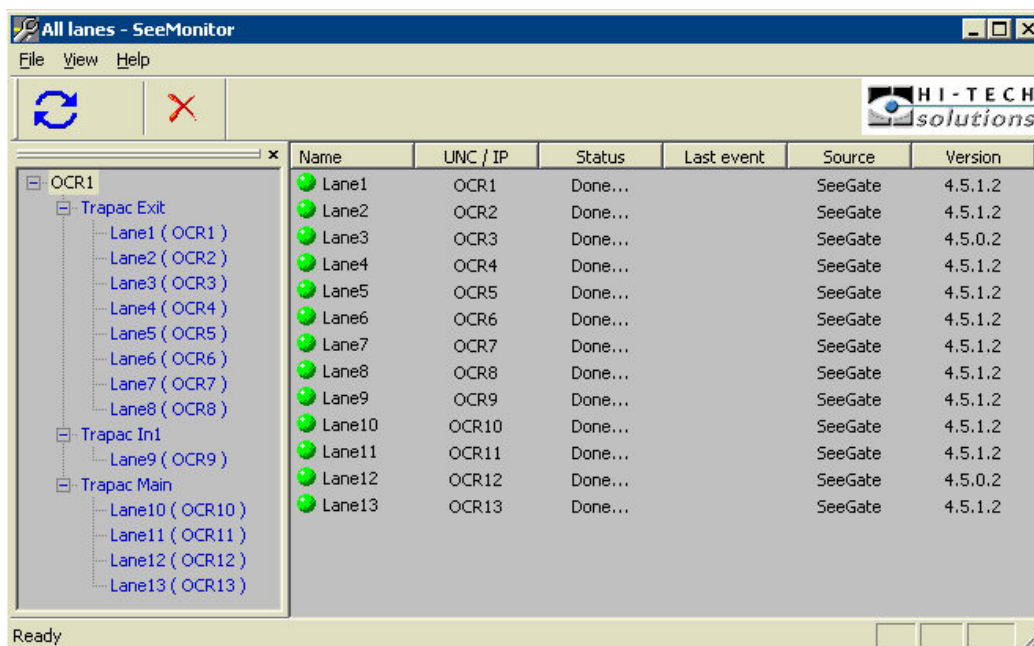 All lanes - SeeMonitor
File View Help
HI-TECH
solutions
OCR1
Trapac Exit
Lane1 ( OCR1 )
Lane2 ( OCR2 )
Lane3 ( OCR3 )
Lane4 ( OCR4 )
Lane5 ( OCR5 )
Lane6 ( OCR6 )
Lane7 ( OCR7 )
Lane8 ( OCR8 )
Trapac In1
Lane9 ( OCR9 )
Trapac Main
Lane10 ( OCR10 )
Lane11 ( OCR11 )
Lane12 ( OCR12 )
Lane13 ( OCR13 )
Name UNC / IP Status Last event Source Version
Lane1 OCR1 Done... SeeGate 4.5.1.2
Lane2 OCR2 Done... SeeGate 4.5.1.2
Lane3 OCR3 Done... SeeGate 4.5.0.2
Lane4 OCR4 Done... SeeGate 4.5.1.2
Lane5 OCR5 Done... SeeGate 4.5.1.2
Lane6 OCR6 Done... SeeGate 4.5.1.2
Lane7 OCR7 Done... SeeGate 4.5.1.2
Lane8 OCR8 Done... SeeGate 4.5.1.2
Lane9 OCR9 Done... SeeGate 4.5.1.2
Lane10 OCR10 Done... SeeGate 4.5.1.2
Lane11 OCR11 Done... SeeGate 4.5.1.2
Lane12 OCR12 Done... SeeGate 4.5.0.2
Lane13 OCR13 Done... SeeGate 4.5.1.2
Ready